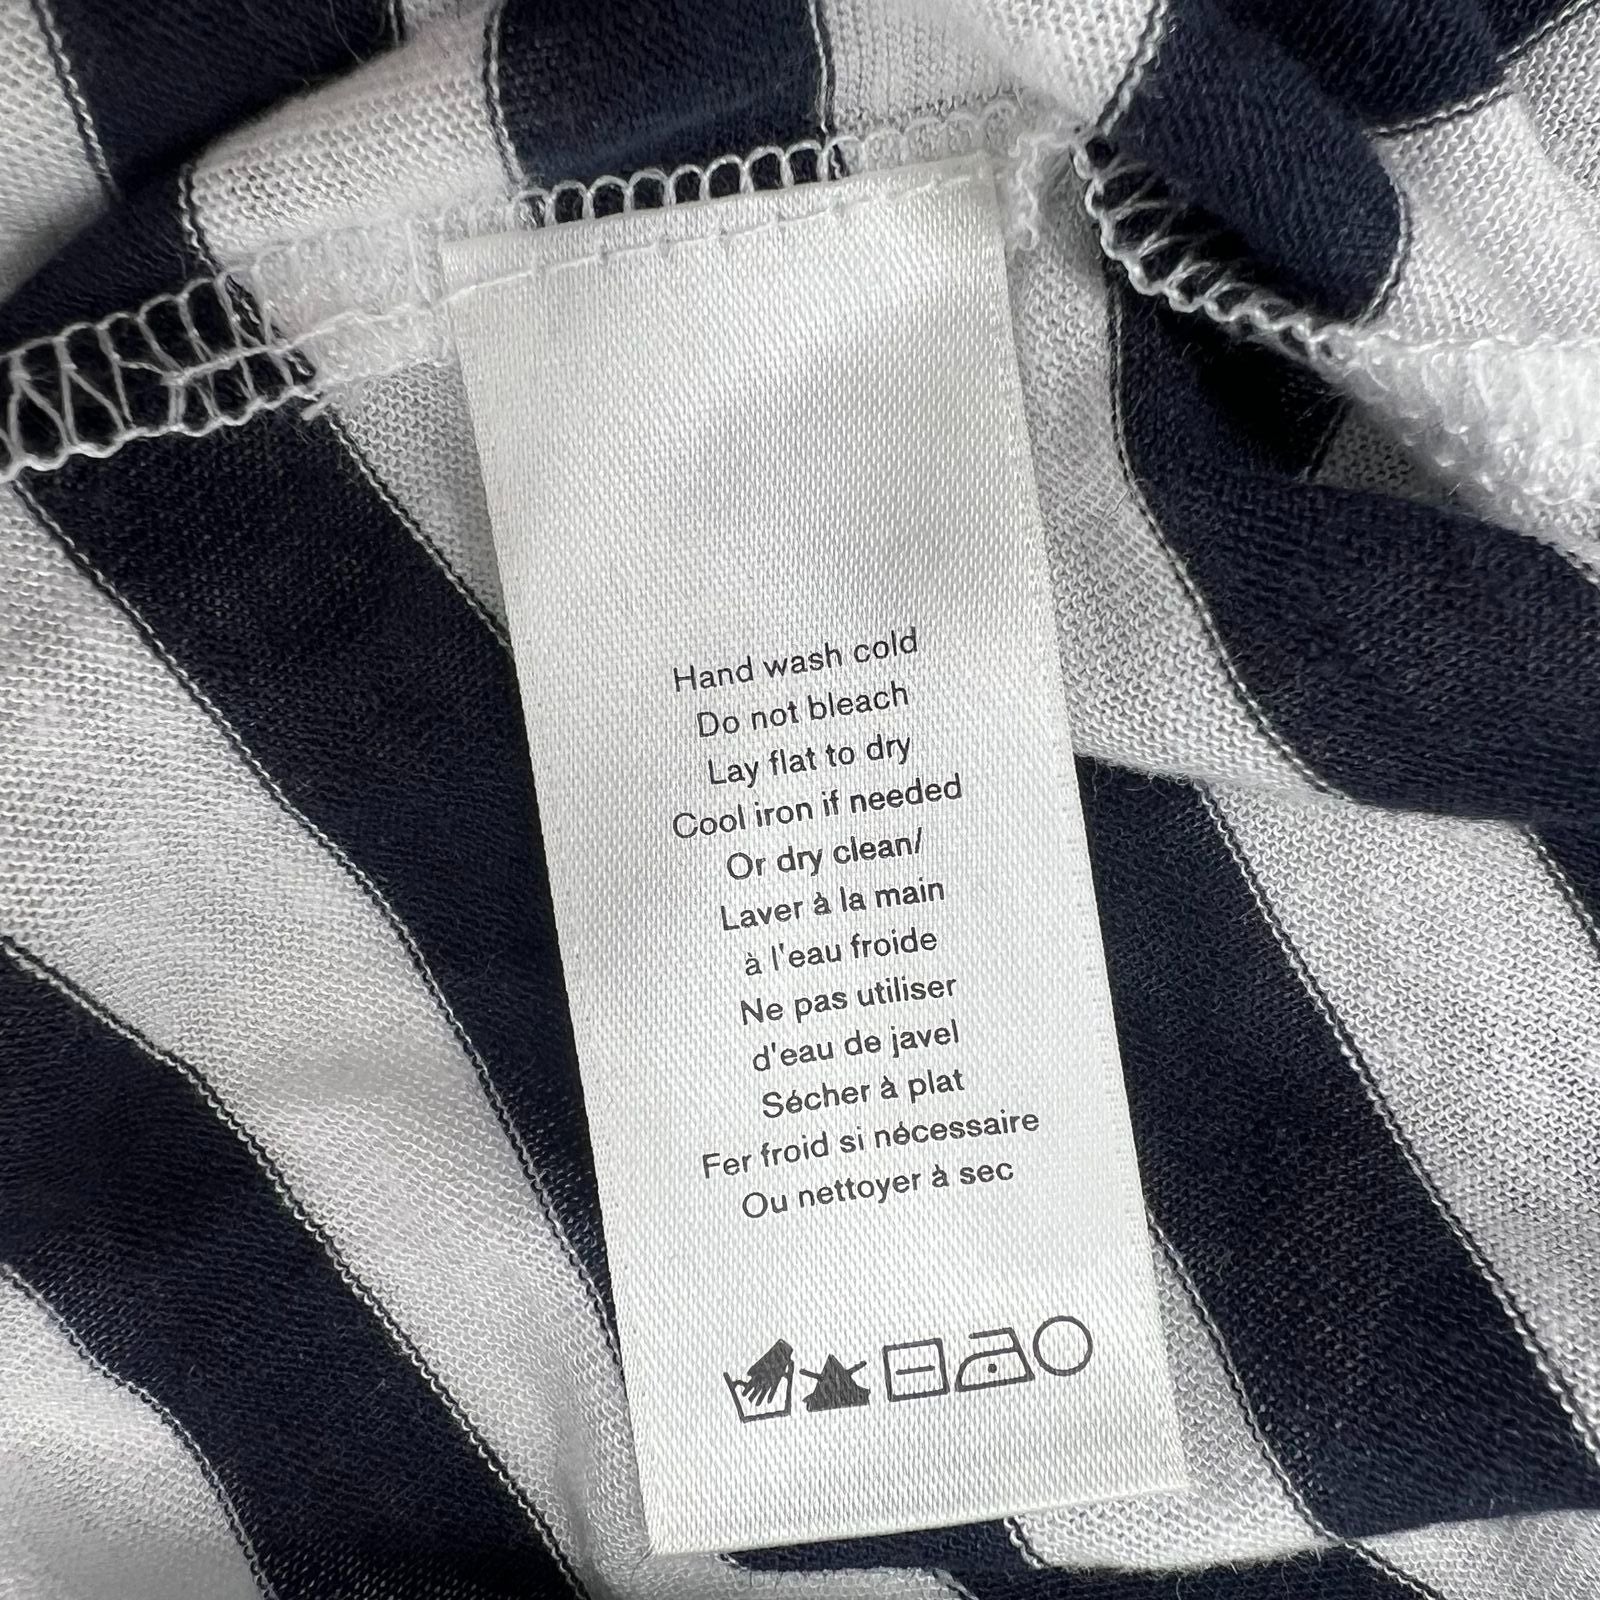 Hand wash cold
Do not bleach
Lay flat to dry
Cool iron if needed
Or dry clean/
Laver à la main
à l'eau froide
Ne pas utiliser
d'eau de javel
Sécher à plat
Fer froid si nécessaire
Ou nettoyer à sec